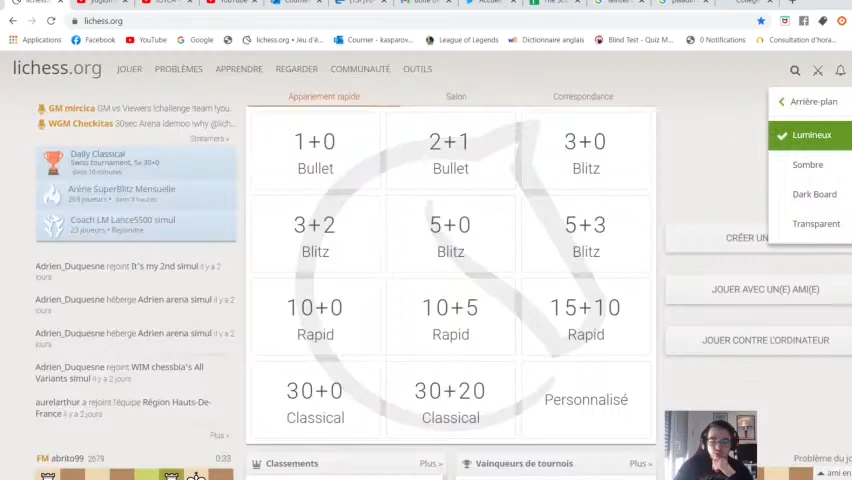 lichess.org
Applications
Facebook
YouTube
Google
lichess.org • Jeu d'é...
Courrier - kasparov...
League of Legends
Dictionnaire anglais
Blind Test - Quiz M...
0 Notifications
Consultation d'hora...
lichess.org
JOUER
PROBLÈMES
APPRENDRE
REGARDER
COMMUNAUTÉ
OUTILS
GM mircica GM vs Viewers !challenge !team !you..
WGM Checkitas 30sec Arena !demoo !why @lich...
Streamers »
Daily Classical
Swiss tournament, 5x 30+0
dans 10 minutes
Arène SuperBlitz Mensuelle
269 joueurs • dans 3 heures
Coach LM Lance5500 simul
23 joueurs • Rejoindre
Adrien_Duquesne rejoint It's my 2nd simul il y a 2
jours
Adrien_Duquesne héberge Adrien arena simul il y a 2
jours
Adrien_Duquesne héberge Adrien arena simul il y a 2
jours
Adrien_Duquesne rejoint WIM chessbia's All
Variants simul il y a 2 jours
aurelarthur a rejoint l'équipe Région Hauts-De-
France il y a 2 jours
Plus »
FM abrito99 2679
0:33
Appariement rapide
Salon
Correspondance
1+0
Bullet
2+1
Bullet
3+0
Blitz
3+2
Blitz
5+0
Blitz
5+3
Blitz
10+0
Rapid
10+5
Rapid
15+10
Rapid
30+0
Classical
30+20
Classical
Personnalisé
Classements
Plus »
Vainqueurs de tournois
Plus »
Arrière-plan
Lumineux
Sombre
Dark Board
Transparent
CRÉER UN
JOUER AVEC UN(E) AMI(E)
JOUER CONTRE L'ORDINATEUR
Problème du jo
ami en